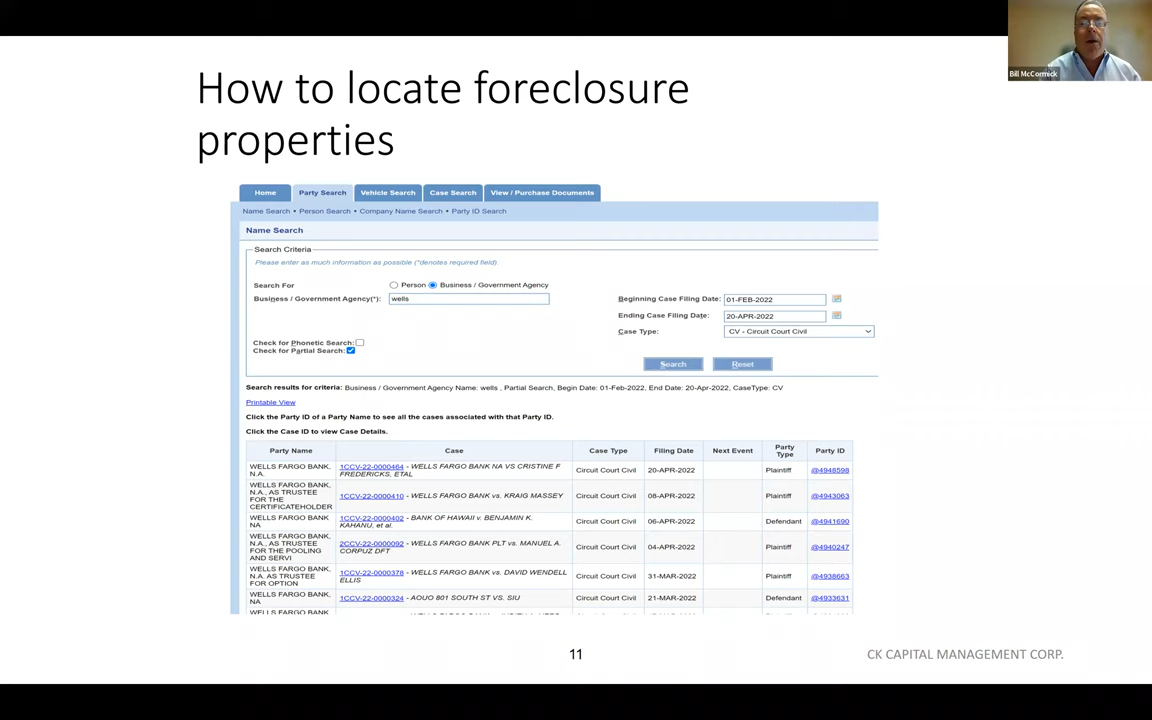 Bill McCormick
How to locate foreclosure
properties
Home Party Search Vehicle Search Case Search View / Purchase Documents
Name Search • Person Search • Company Name Search • Party ID Search
Name Search
Search Criteria
Please enter as much information as possible (*denotes required field).
Search For Person Business / Government Agency
Business / Government Agency(*): wells
Beginning Case Filing Date: 01-FEB-2022
Ending Case Filing Date: 20-APR-2022
Case Type: CV - Circuit Court Civil
Check for Phonetic Search:
Check for Partial Search:
Search Reset
Search results for criteria: Business / Government Agency Name: wells , Partial Search, Begin Date: 01-Feb-2022, End Date: 20-Apr-2022, CaseType: CV
Printable View
Click the Party ID of a Party Name to see all the cases associated with that Party ID.
Click the Case ID to view Case Details.
Party Name Case Case Type Filing Date Next Event Party Type Party ID
WELLS FARGO BANK,
N.A.
1CCV-22-0000464 - WELLS FARGO BANK NA VS CRISTINE F
FREDERICKS, ETAL
Circuit Court Civil 20-APR-2022 Plaintiff @4948598
WELLS FARGO BANK,
N.A., AS TRUSTEE
FOR THE
CERTIFICATEHOLDER
1CCV-22-0000410 - WELLS FARGO BANK vs. KRAIG MASSEY
Circuit Court Civil 08-APR-2022 Plaintiff @4943063
WELLS FARGO BANK
NA
1CCV-22-0000402 - BANK OF HAWAII v. BENJAMIN K.
KAHANU, et al.
Circuit Court Civil 06-APR-2022 Defendant @4941690
WELLS FARGO BANK,
N.A., AS TRUSTEE
FOR THE POOLING
AND SERVI
2CCV-22-0000092 - WELLS FARGO BANK PLT vs. MANUEL A.
CORPUZ DFT
Circuit Court Civil 04-APR-2022 Plaintiff @4940247
WELLS FARGO BANK,
N.A. AS TRUSTEE
FOR OPTION
1CCV-22-0000378 - WELLS FARGO BANK vs. DAVID WENDELL
ELLIS
Circuit Court Civil 31-MAR-2022 Plaintiff @4938663
WELLS FARGO BANK,
NA
1CCV-22-0000324 - AOUO 801 SOUTH ST VS. SIU
Circuit Court Civil 21-MAR-2022 Defendant @4933631
WELLS FARGO BANK
11
CK CAPITAL MANAGEMENT CORP.